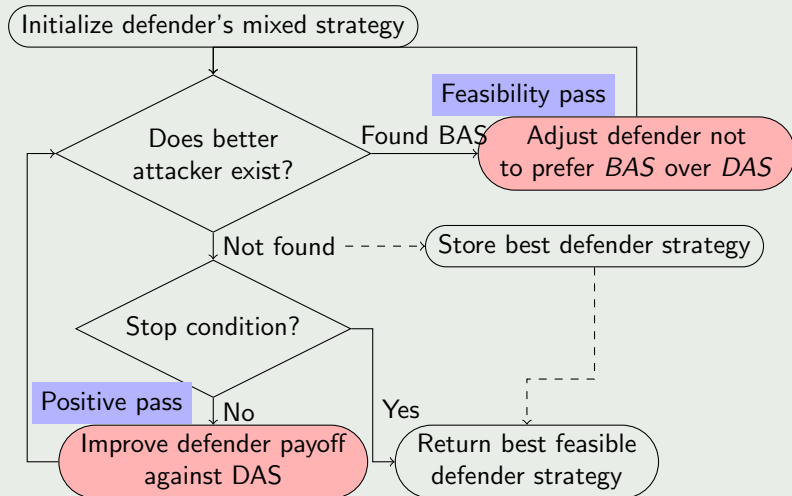 Initialize defender's mixed strategy
Feasibility pass
Does better
attacker exist?
Found BAS
Adjust defender not
to prefer BAS over DAS
Not found
Store best defender strategy
Stop condition?
Positive pass
No
Yes
Improve defender payoff
against DAS
Return best feasible
defender strategy